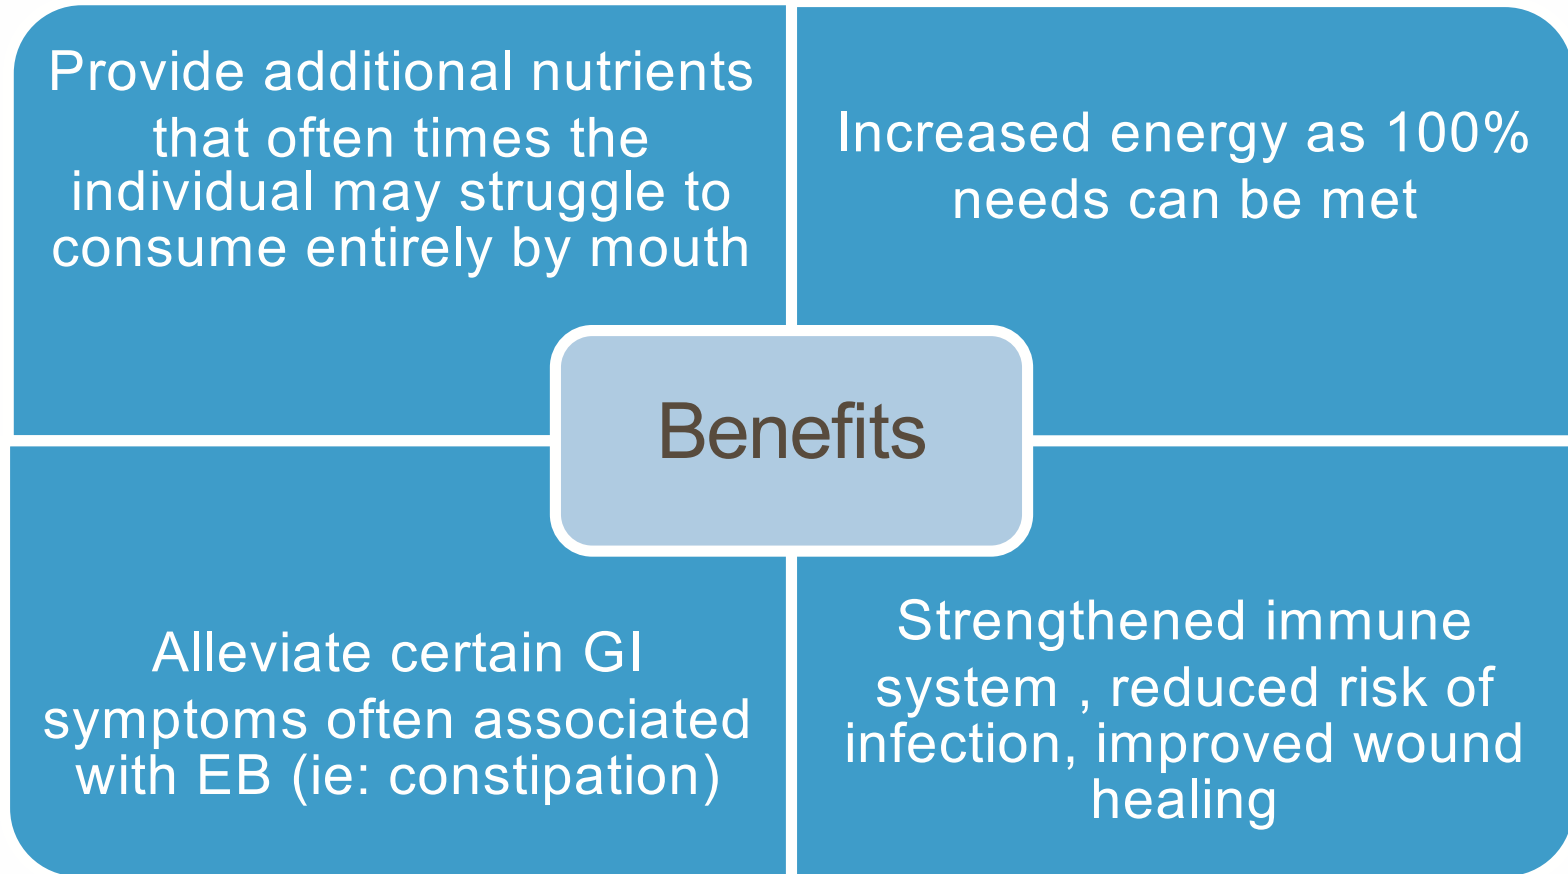 Provide additional nutrients
that often times the
individual may struggle to
consume entirely by mouth
Increased energy as 100%
needs can be met
Benefits
Alleviate certain GI
symptoms often associated
with EB (ie: constipation)
Strengthened immune
system , reduced risk of
infection, improved wound
healing